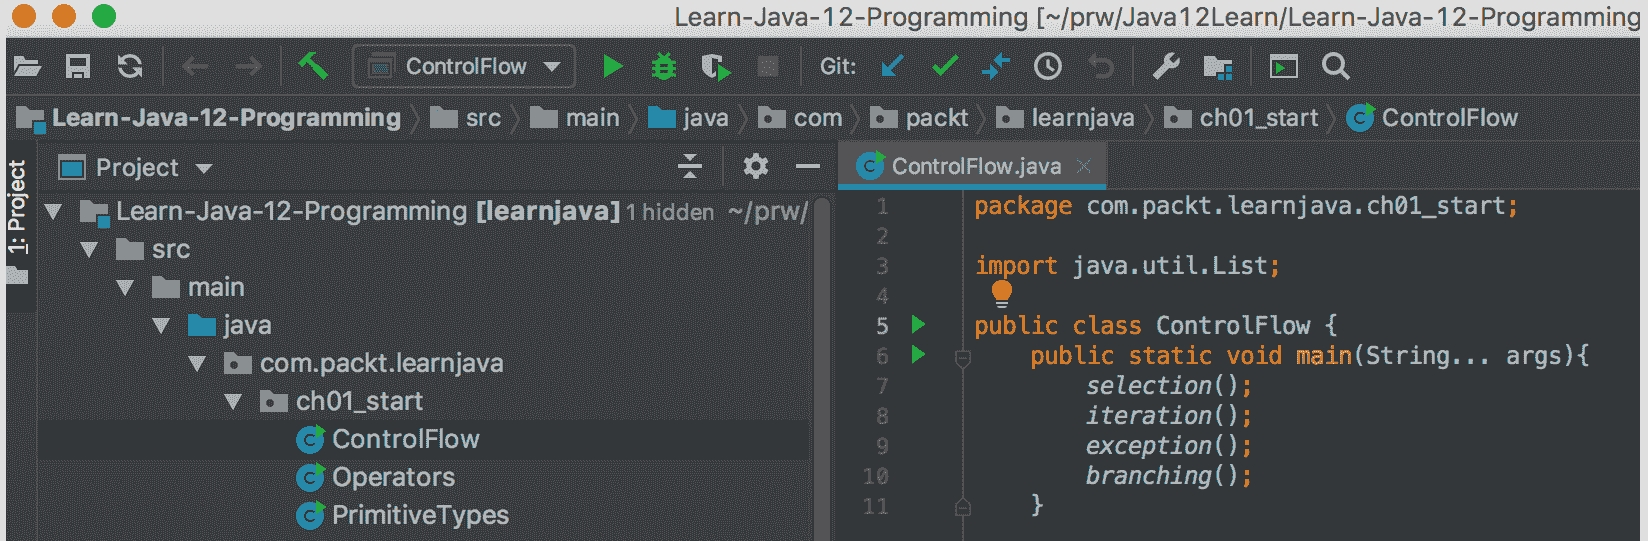 Learn-Java-12-Programming [~/prw/Java12Learn/Learn-Java-12-Programming
ControlFlow Git:
Learn-Java-12-Programming src main java com packt learnjava ch01_start ControlFlow
1: Project
Project
Learn-Java-12-Programming [learnjava] 1 hidden ~/prw/
src
main
java
com.packt.learnjava
ch01_start
ControlFlow
Operators
PrimitiveTypes
ControlFlow.java
1 package com.packt.learnjava.ch01_start;
2
3 import java.util.List;
4
5 public class ControlFlow {
6 public static void main(String... args){
7 selection();
8 iteration();
9 exception();
10 branching();
11 }